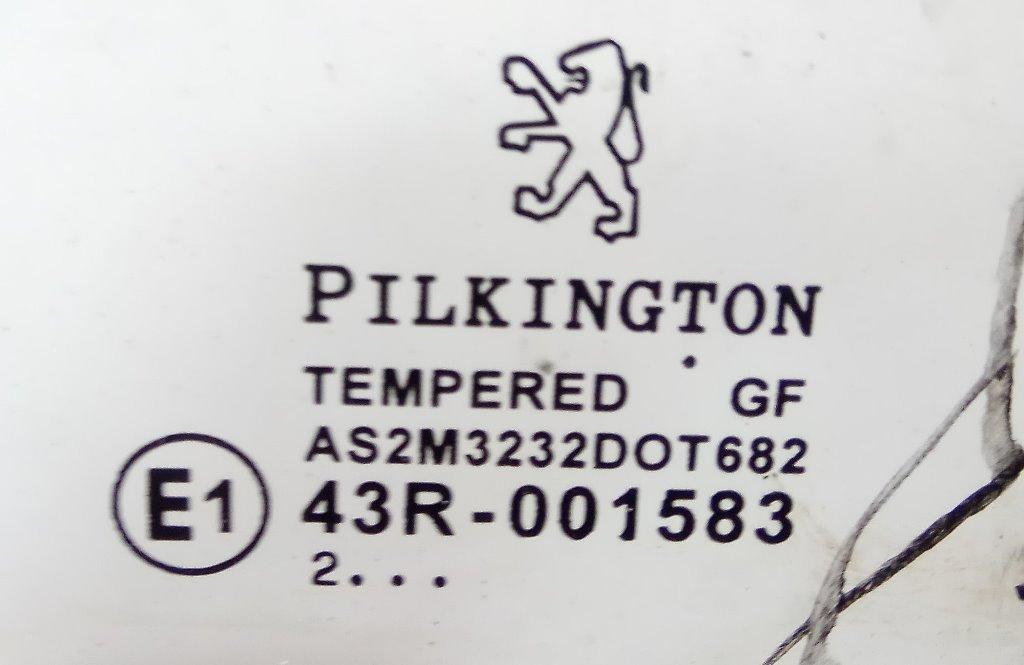 PILKINGTON
TEMPERED GF
AS2M3232DOT682
E1 43R-001583
2...